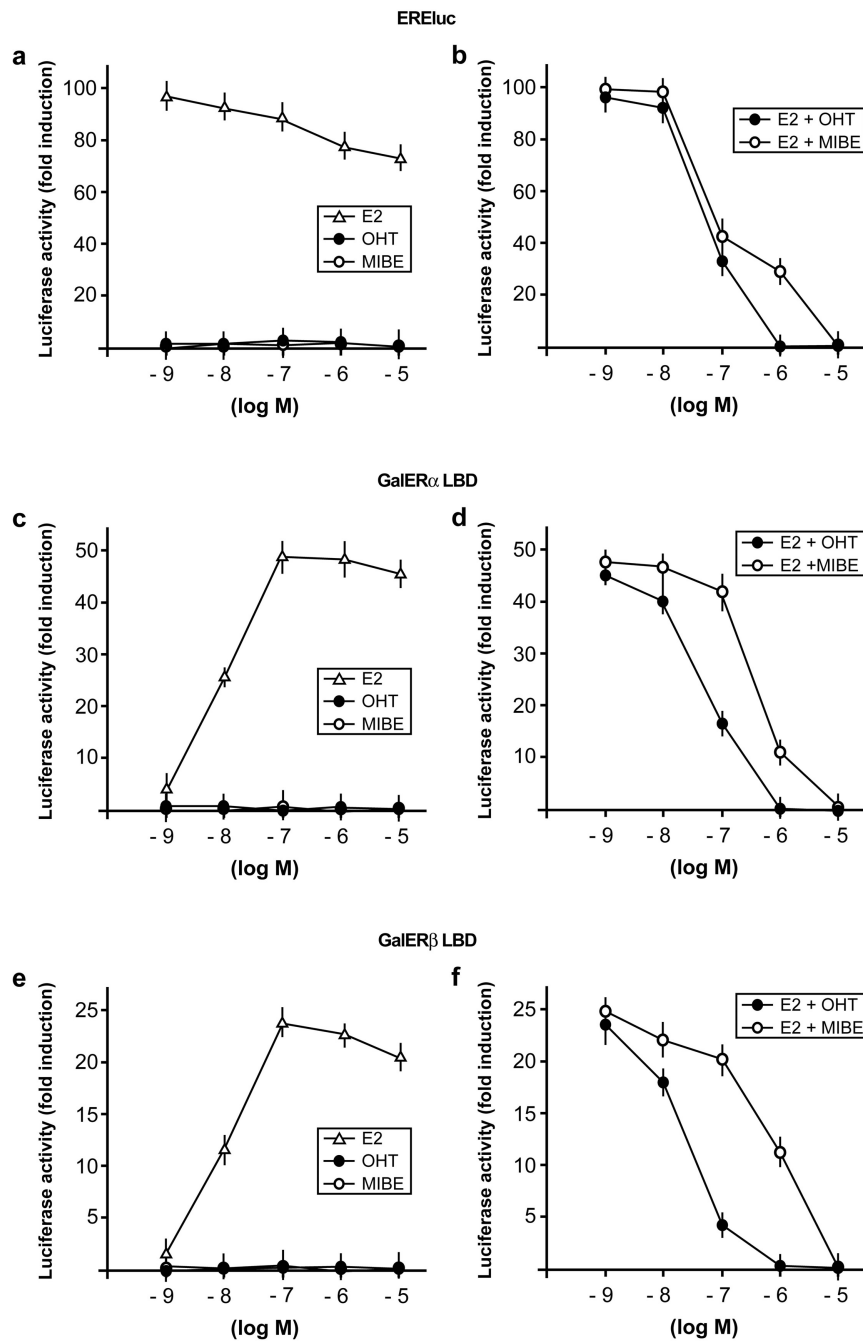 EREluc
a
Luciferase activity (fold induction)
100
80
60
40
20
E2
OHT
MIBE
- 9
- 8
- 7
- 6
- 5
(log M)
b
Luciferase activity (fold induction)
100
80
60
40
20
E2 + OHT
E2 + MIBE
- 9
- 8
- 7
- 6
- 5
(log M)
GalERα LBD
c
Luciferase activity (fold induction)
50
40
30
20
10
E2
OHT
MIBE
- 9
- 8
- 7
- 6
- 5
(log M)
d
Luciferase activity (fold induction)
50
40
30
20
10
E2 + OHT
E2 +MIBE
- 9
- 8
- 7
- 6
- 5
(log M)
GalERβ LBD
e
Luciferase activity (fold induction)
25
20
15
10
5
E2
OHT
MIBE
- 9
- 8
- 7
- 6
- 5
(log M)
f
Luciferase activity (fold induction)
25
20
15
10
5
E2 + OHT
E2 + MIBE
- 9
- 8
- 7
- 6
- 5
(log M)